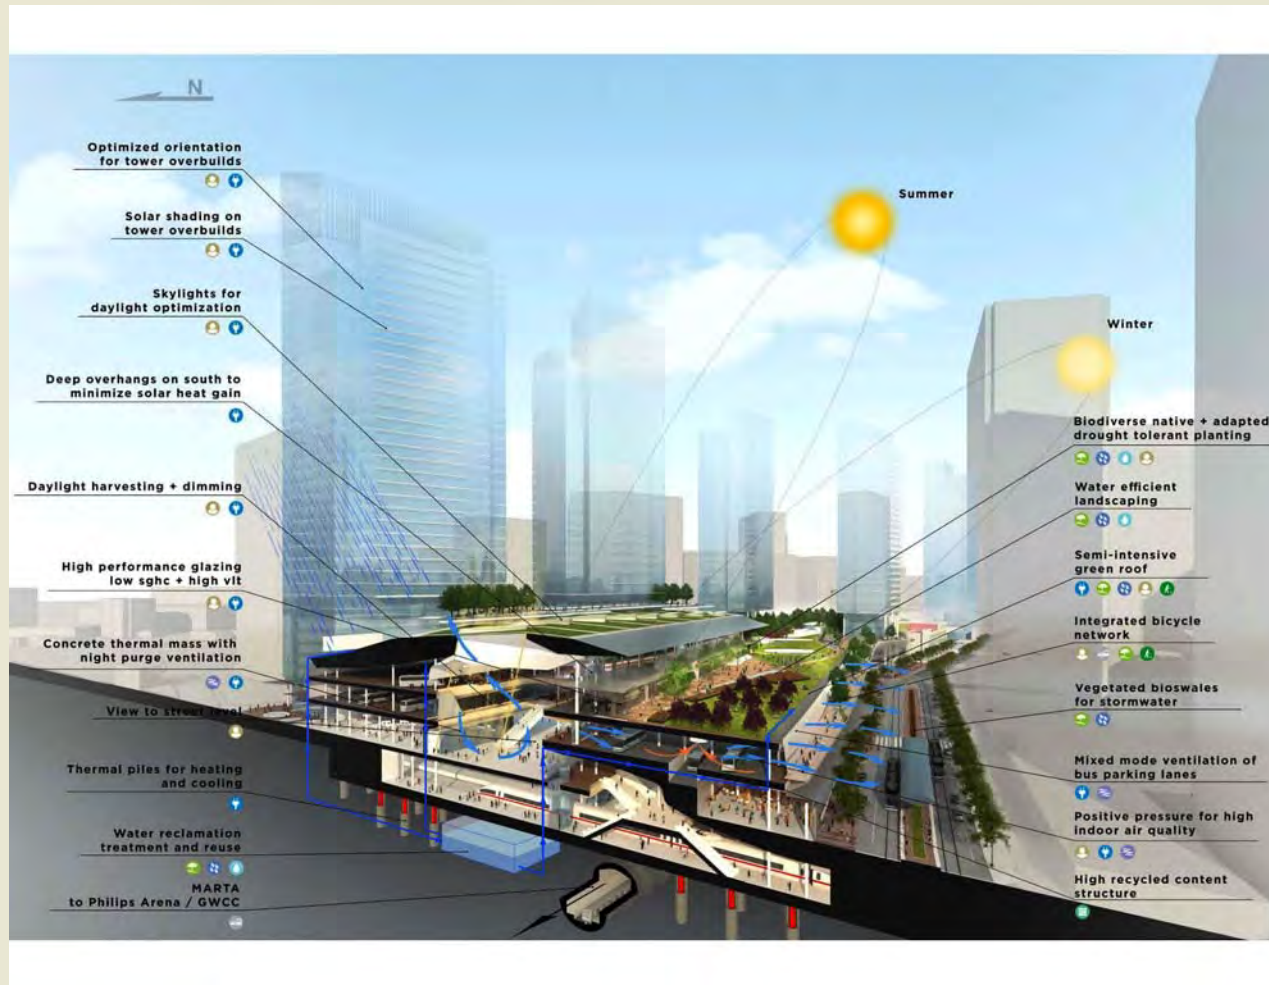 N
Optimized orientation
for tower overbuilds
Solar shading on
tower overbuilds
Skylights for
daylight optimization
Deep overhangs on south to
minimize solar heat gain
Daylight harvesting + dimming
High performance glazing
low sghc + high vlt
Concrete thermal mass with
night purge ventilation
View to street level
Thermal piles for heating
and cooling
Water reclamation
treatment and reuse
MARTA
to Philips Arena / GWCC
Summer
Winter
Biodiverse native + adapted
drought tolerant planting
Water efficient
landscaping
Semi-intensive
green roof
Integrated bicycle
network
Vegetated bioswales
for stormwater
Mixed mode ventilation of
bus parking lanes
Positive pressure for high
indoor air quality
High recycled content
structure